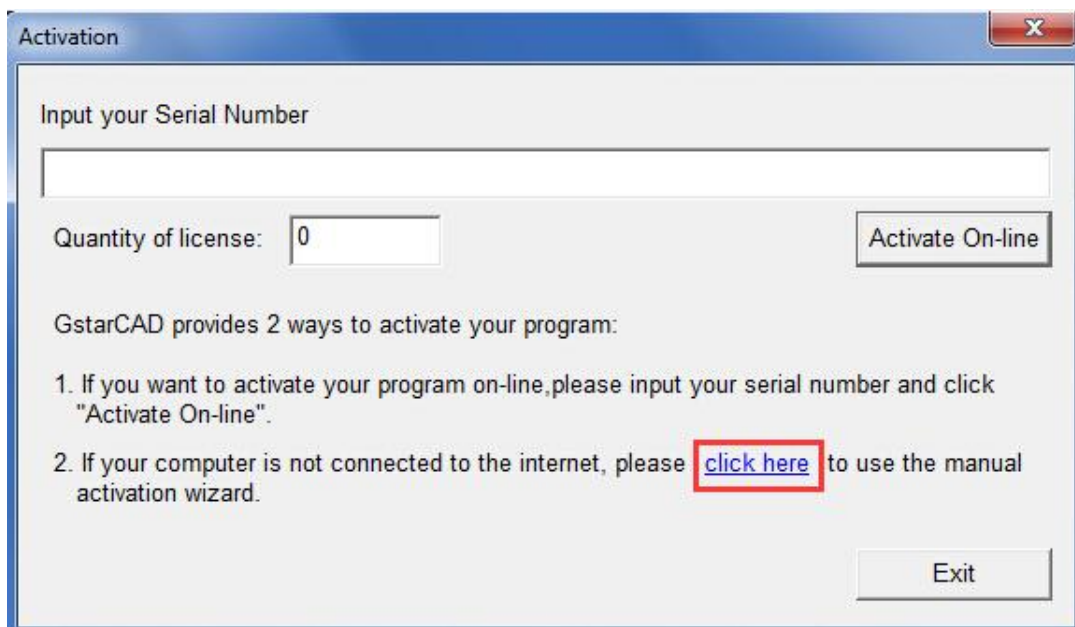 Activation
X
Input your Serial Number
Quantity of license:
0
Activate On-line
GstarCAD provides 2 ways to activate your program:
1. If you want to activate your program on-line,please input your serial number and click
"Activate On-line".
2. If your computer is not connected to the internet, please click here to use the manual
activation wizard.
Exit